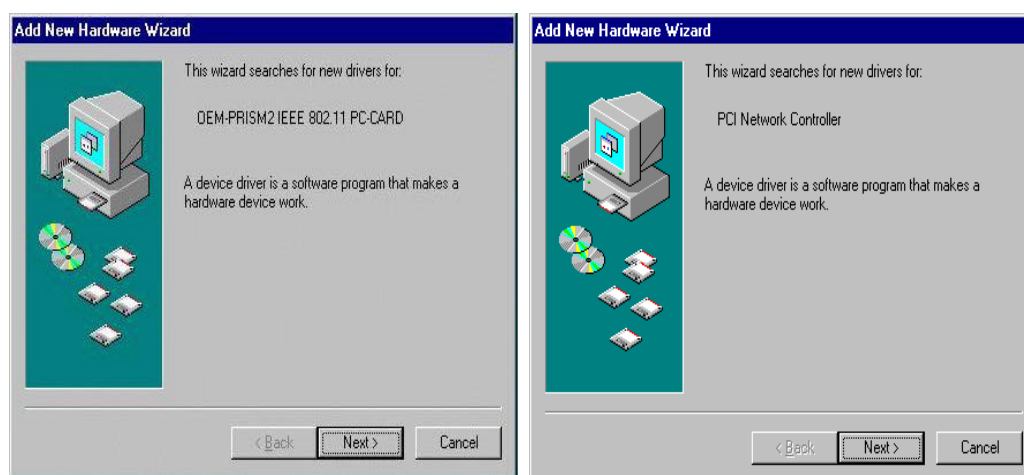 Add New Hardware Wizard
This wizard searches for new drivers for:
OEM-PRISM2 IEEE 802.11 PC-CARD
A device driver is a software program that makes a
hardware device work.
< Back
Next >
Cancel
Add New Hardware Wizard
This wizard searches for new drivers for:
PCI Network Controller
A device driver is a software program that makes a
hardware device work.
< Back
Next >
Cancel